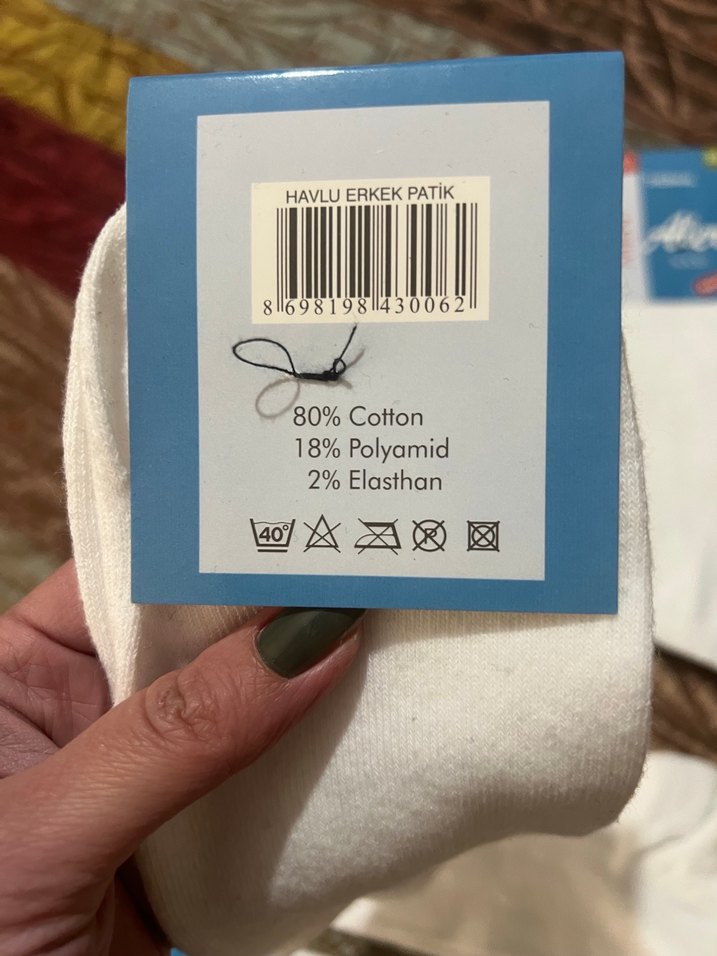 HAVLU ERKEK PATİK
8 698198 430062
80% Cotton
18% Polyamid
2% Elasthan
40°
P